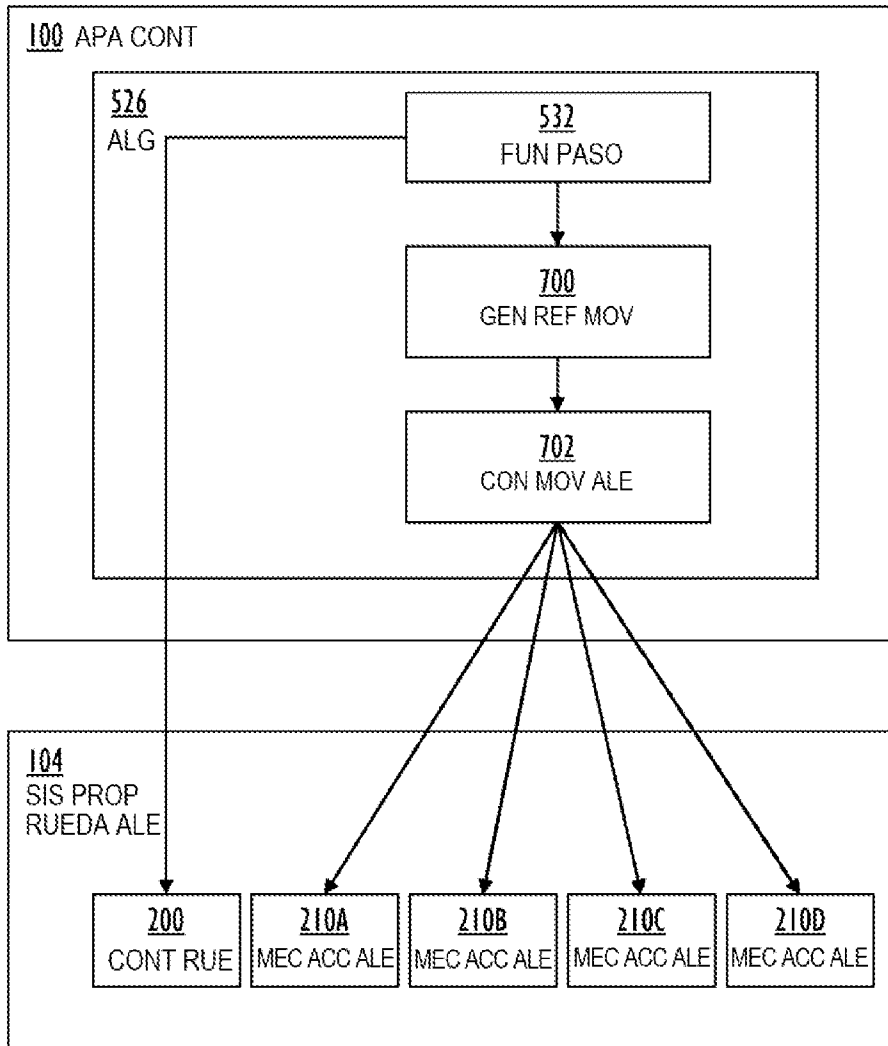 100 APA CONT
526
ALG
532
FUN PASO
700
GEN REF MOV
702
CON MOV ALE
104
SIS PROP
RUEDA ALE
200
CONT RUE
210A
MEC ACC ALE
210B
MEC ACC ALE
210C
MEC ACC ALE
210D
MEC ACC ALE